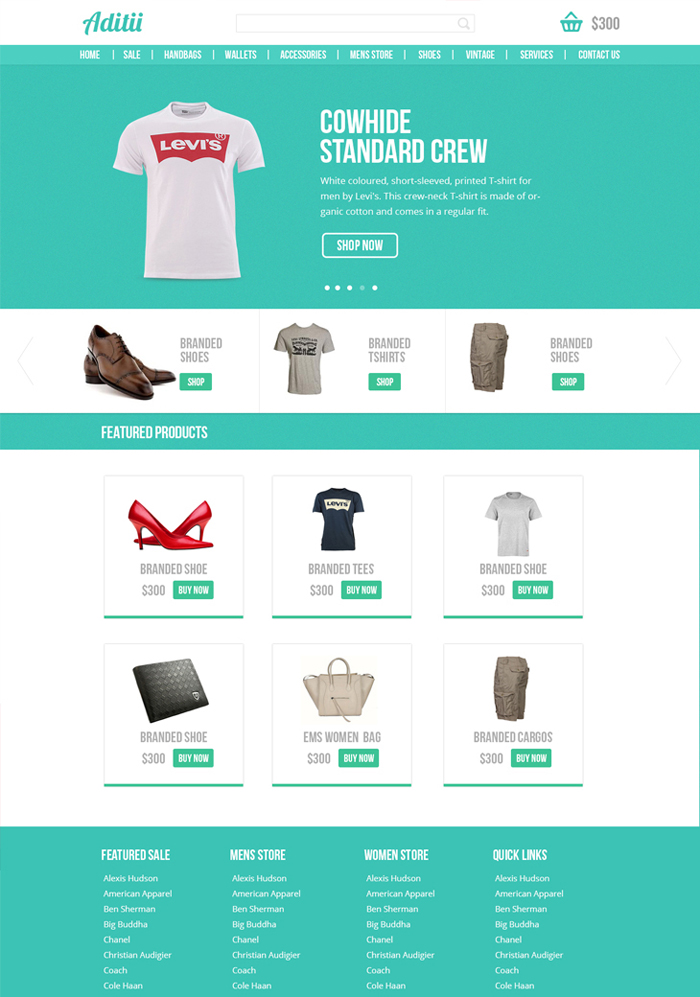 Aditii
$300
HOME | SALE | HANDBAGS | WALLETS | ACCESSORIES | MENS STORE | SHOES | VINTAGE | SERVICES | CONTACT US
LEVI'S ®
COWHIDE
STANDARD CREW
White coloured, short-sleeved, printed T-shirt for
men by Levi's. This crew-neck T-shirt is made of or-
ganic cotton and comes in a regular fit.
SHOP NOW
BRANDED
SHOES
SHOP
BRANDED
TSHIRTS
SHOP
BRANDED
SHOES
SHOP
FEATURED PRODUCTS
BRANDED SHOE
$300 BUY NOW
LEVI'S
BRANDED TEES
$300 BUY NOW
BRANDED SHOE
$300 BUY NOW
BRANDED SHOE
$300 BUY NOW
EMS WOMEN BAG
$300 BUY NOW
BRANDED CARGOS
$300 BUY NOW
FEATURED SALE
Alexis Hudson
American Apparel
Ben Sherman
Big Buddha
Chanel
Christian Audigier
Coach
Cole Haan
MENS STORE
Alexis Hudson
American Apparel
Ben Sherman
Big Buddha
Chanel
Christian Audigier
Coach
Cole Haan
WOMEN STORE
Alexis Hudson
American Apparel
Ben Sherman
Big Buddha
Chanel
Christian Audigier
Coach
Cole Haan
QUICK LINKS
Alexis Hudson
American Apparel
Ben Sherman
Big Buddha
Chanel
Christian Audigier
Coach
Cole Haan